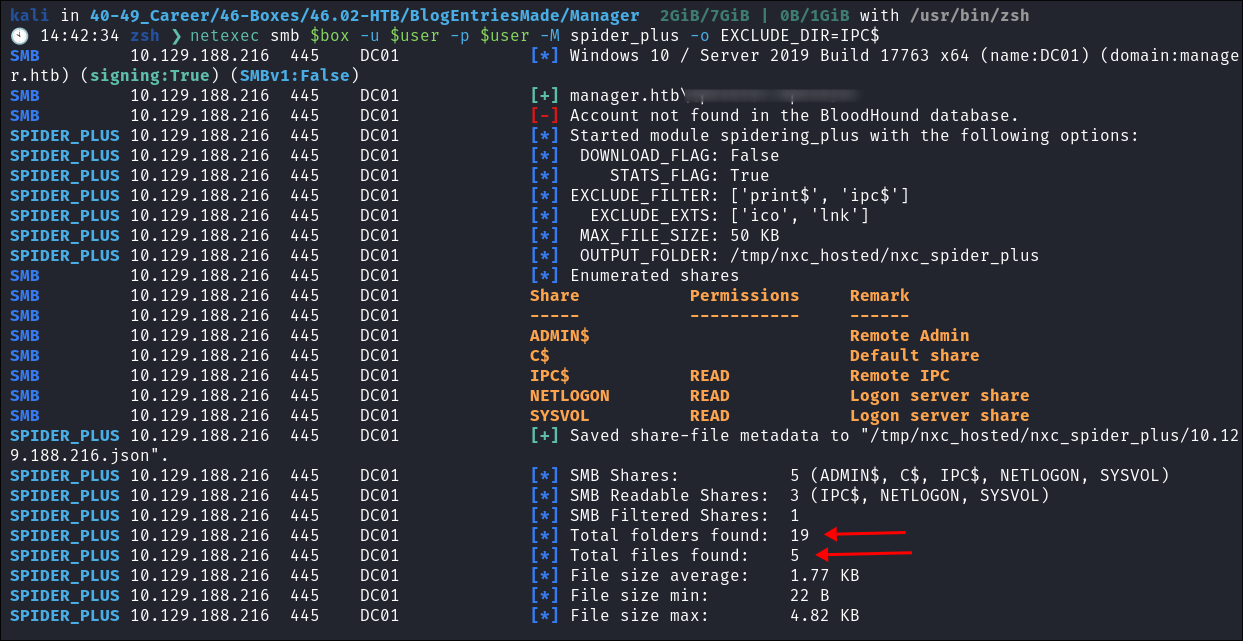 kali in 40-49_Career/46-Boxes/46.02-HTB/BlogEntriesMade/Manager  2GiB/7GiB | 0B/1GiB with /usr/bin/zsh
14:42:34 zsh ❯ netexec smb $box -u $user -p $user -M spider_plus -o EXCLUDE_DIR=IPC$
SMB 10.129.188.216 445 DC01 [*] Windows 10 / Server 2019 Build 17763 x64 (name:DC01) (domain:manage
r.htb) (signing:True) (SMBv1:False)
SMB 10.129.188.216 445 DC01 [+] manager.htb\
SMB 10.129.188.216 445 DC01 [-] Account not found in the BloodHound database.
SPIDER_PLUS 10.129.188.216 445 DC01 [*] Started module spidering_plus with the following options:
SPIDER_PLUS 10.129.188.216 445 DC01 [*] DOWNLOAD_FLAG: False
SPIDER_PLUS 10.129.188.216 445 DC01 [*] STATS_FLAG: True
SPIDER_PLUS 10.129.188.216 445 DC01 [*] EXCLUDE_FILTER: ['print$', 'ipc$']
SPIDER_PLUS 10.129.188.216 445 DC01 [*] EXCLUDE_EXTS: ['ico', 'lnk']
SPIDER_PLUS 10.129.188.216 445 DC01 [*] MAX_FILE_SIZE: 50 KB
SPIDER_PLUS 10.129.188.216 445 DC01 [*] OUTPUT_FOLDER: /tmp/nxc_hosted/nxc_spider_plus
SMB 10.129.188.216 445 DC01 [*] Enumerated shares
SMB 10.129.188.216 445 DC01 Share Permissions Remark
SMB 10.129.188.216 445 DC01 ----- ----------- ------
SMB 10.129.188.216 445 DC01 ADMIN$ Remote Admin
SMB 10.129.188.216 445 DC01 C$ Default share
SMB 10.129.188.216 445 DC01 IPC$ READ Remote IPC
SMB 10.129.188.216 445 DC01 NETLOGON READ Logon server share
SMB 10.129.188.216 445 DC01 SYSVOL READ Logon server share
SPIDER_PLUS 10.129.188.216 445 DC01 [+] Saved share-file metadata to "/tmp/nxc_hosted/nxc_spider_plus/10.12
9.188.216.json".
SPIDER_PLUS 10.129.188.216 445 DC01 [*] SMB Shares: 5 (ADMIN$, C$, IPC$, NETLOGON, SYSVOL)
SPIDER_PLUS 10.129.188.216 445 DC01 [*] SMB Readable Shares: 3 (IPC$, NETLOGON, SYSVOL)
SPIDER_PLUS 10.129.188.216 445 DC01 [*] SMB Filtered Shares: 1
SPIDER_PLUS 10.129.188.216 445 DC01 [*] Total folders found: 19
SPIDER_PLUS 10.129.188.216 445 DC01 [*] Total files found: 5
SPIDER_PLUS 10.129.188.216 445 DC01 [*] File size average: 1.77 KB
SPIDER_PLUS 10.129.188.216 445 DC01 [*] File size min: 22 B
SPIDER_PLUS 10.129.188.216 445 DC01 [*] File size max: 4.82 KB